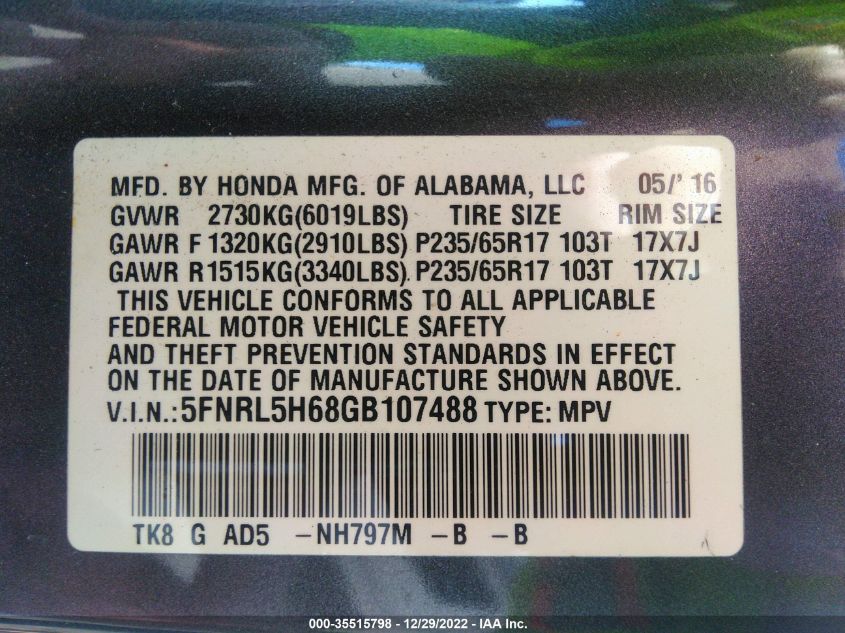 MFD. BY HONDA MFG. OF ALABAMA, LLC 05/'16
GVWR 2730KG(6019LBS) TIRE SIZE RIM SIZE
GAWR F 1320KG(2910LBS) P235/65R17 103T 17X7J
GAWR R1515KG(3340LBS) P235/65R17 103T 17X7J
THIS VEHICLE CONFORMS TO ALL APPLICABLE
FEDERAL MOTOR VEHICLE SAFETY
AND THEFT PREVENTION STANDARDS IN EFFECT
ON THE DATE OF MANUFACTURE SHOWN ABOVE.
V.I.N.:5FNRL5H68GB107488 TYPE: MPV
TK8 G AD5 -NH797M -B -B
000-35515798 - 12/29/2022 - IAA Inc.